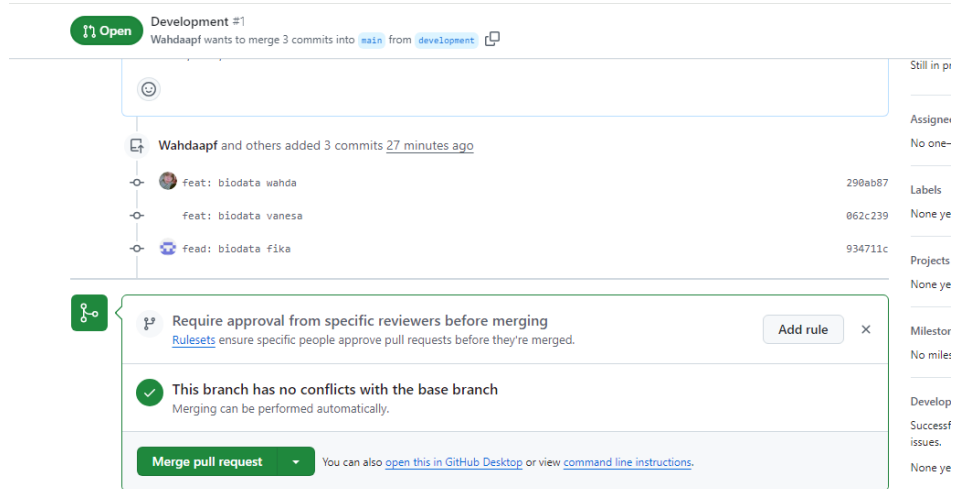 Open
Development #1
Wahdaapf wants to merge 3 commits into main from development
Still in pr
Wahdaapf and others added 3 commits 27 minutes ago
feat: biodata wahda 290ab87
feat: biodata vanesa 062c239
fead: biodata fika 934711c
Require approval from specific reviewers before merging
Rulesets ensure specific people approve pull requests before they're merged.
Add rule
This branch has no conflicts with the base branch
Merging can be performed automatically.
Merge pull request
You can also open this in GitHub Desktop or view command line instructions.
Assignee
No one—
Labels
None ye
Projects
None ye
Mileston
No miles
Develop
Successf
issues.
None ye